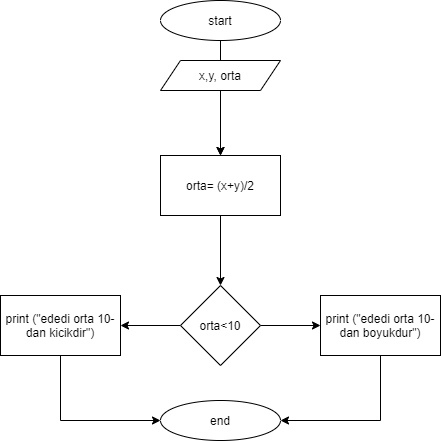 start
x,y, orta
orta= (x+y)/2
print ("ededi orta 10-
dan kicikdir")
orta<10
print ("ededi orta 10-
dan boyukdur")
end